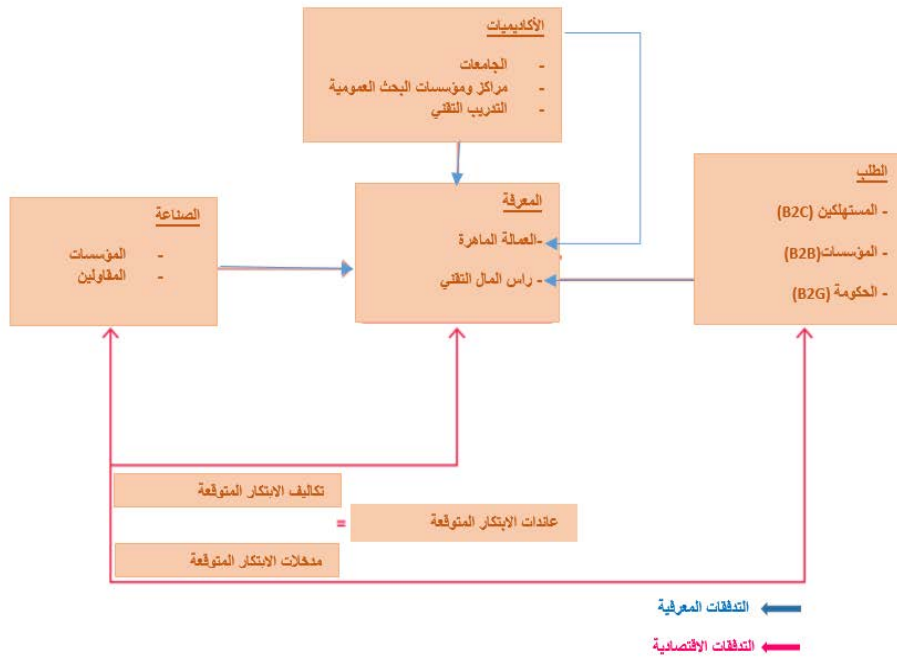 الأكاديميات
- الجامعات
- مراكز ومؤسسات البحث العمومية
- التدريب التقني
الطلب
- المستهلكين (B2C)
- المؤسسات(B2B)
- الحكومة (B2G)
المعرفة
-العمالة الماهرة
- راس المال التقني
الصناعة
- المؤسسات
- المقاولين
تكاليف الابتكار المتوقعة
= عائدات الابتكار المتوقعة
مدخلات الابتكار المتوقعة
التدفقات المعرفية
التدفقات الاقتصادية